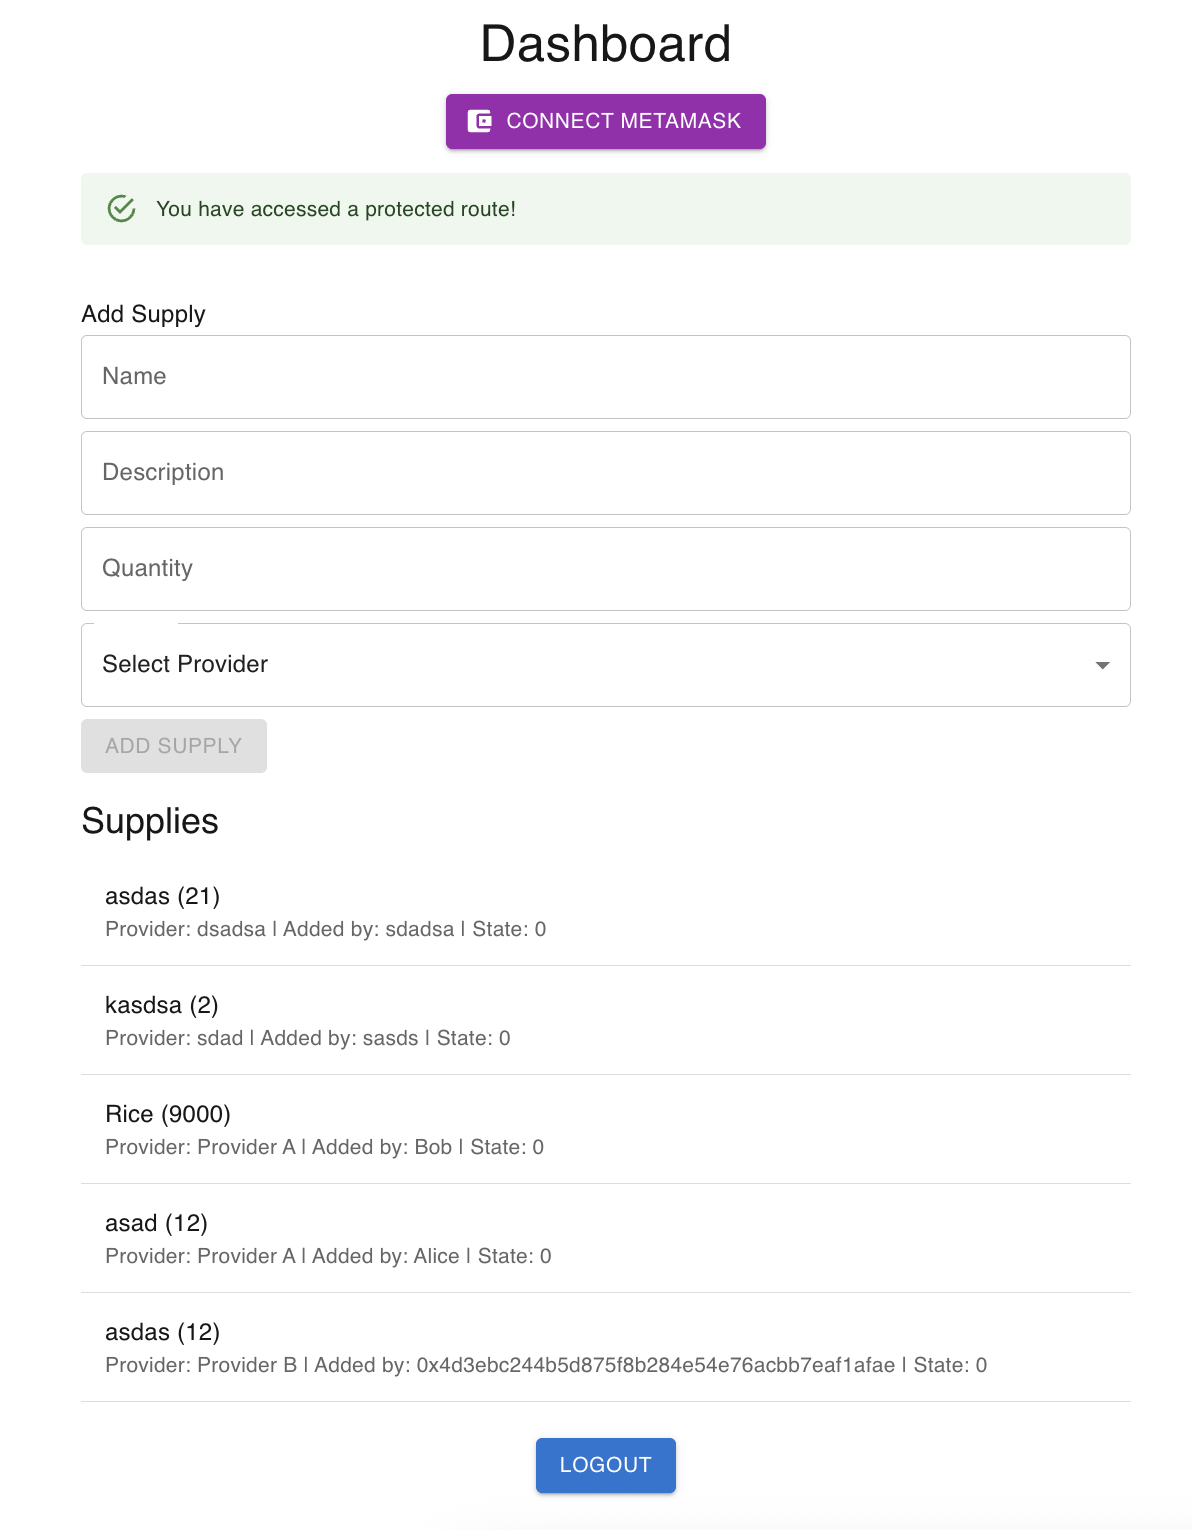 Dashboard
CONNECT METAMASK
You have accessed a protected route!
Add Supply
Name
Description
Quantity
Select Provider
ADD SUPPLY
Supplies
asdas (21)
Provider: dsadsa | Added by: sdadsa | State: 0
kasdsa (2)
Provider: sdad | Added by: sasds | State: 0
Rice (9000)
Provider: Provider A | Added by: Bob | State: 0
asad (12)
Provider: Provider A | Added by: Alice | State: 0
asdas (12)
Provider: Provider B | Added by: 0x4d3ebc244b5d875f8b284e54e76acbb7eaf1afae | State: 0
LOGOUT